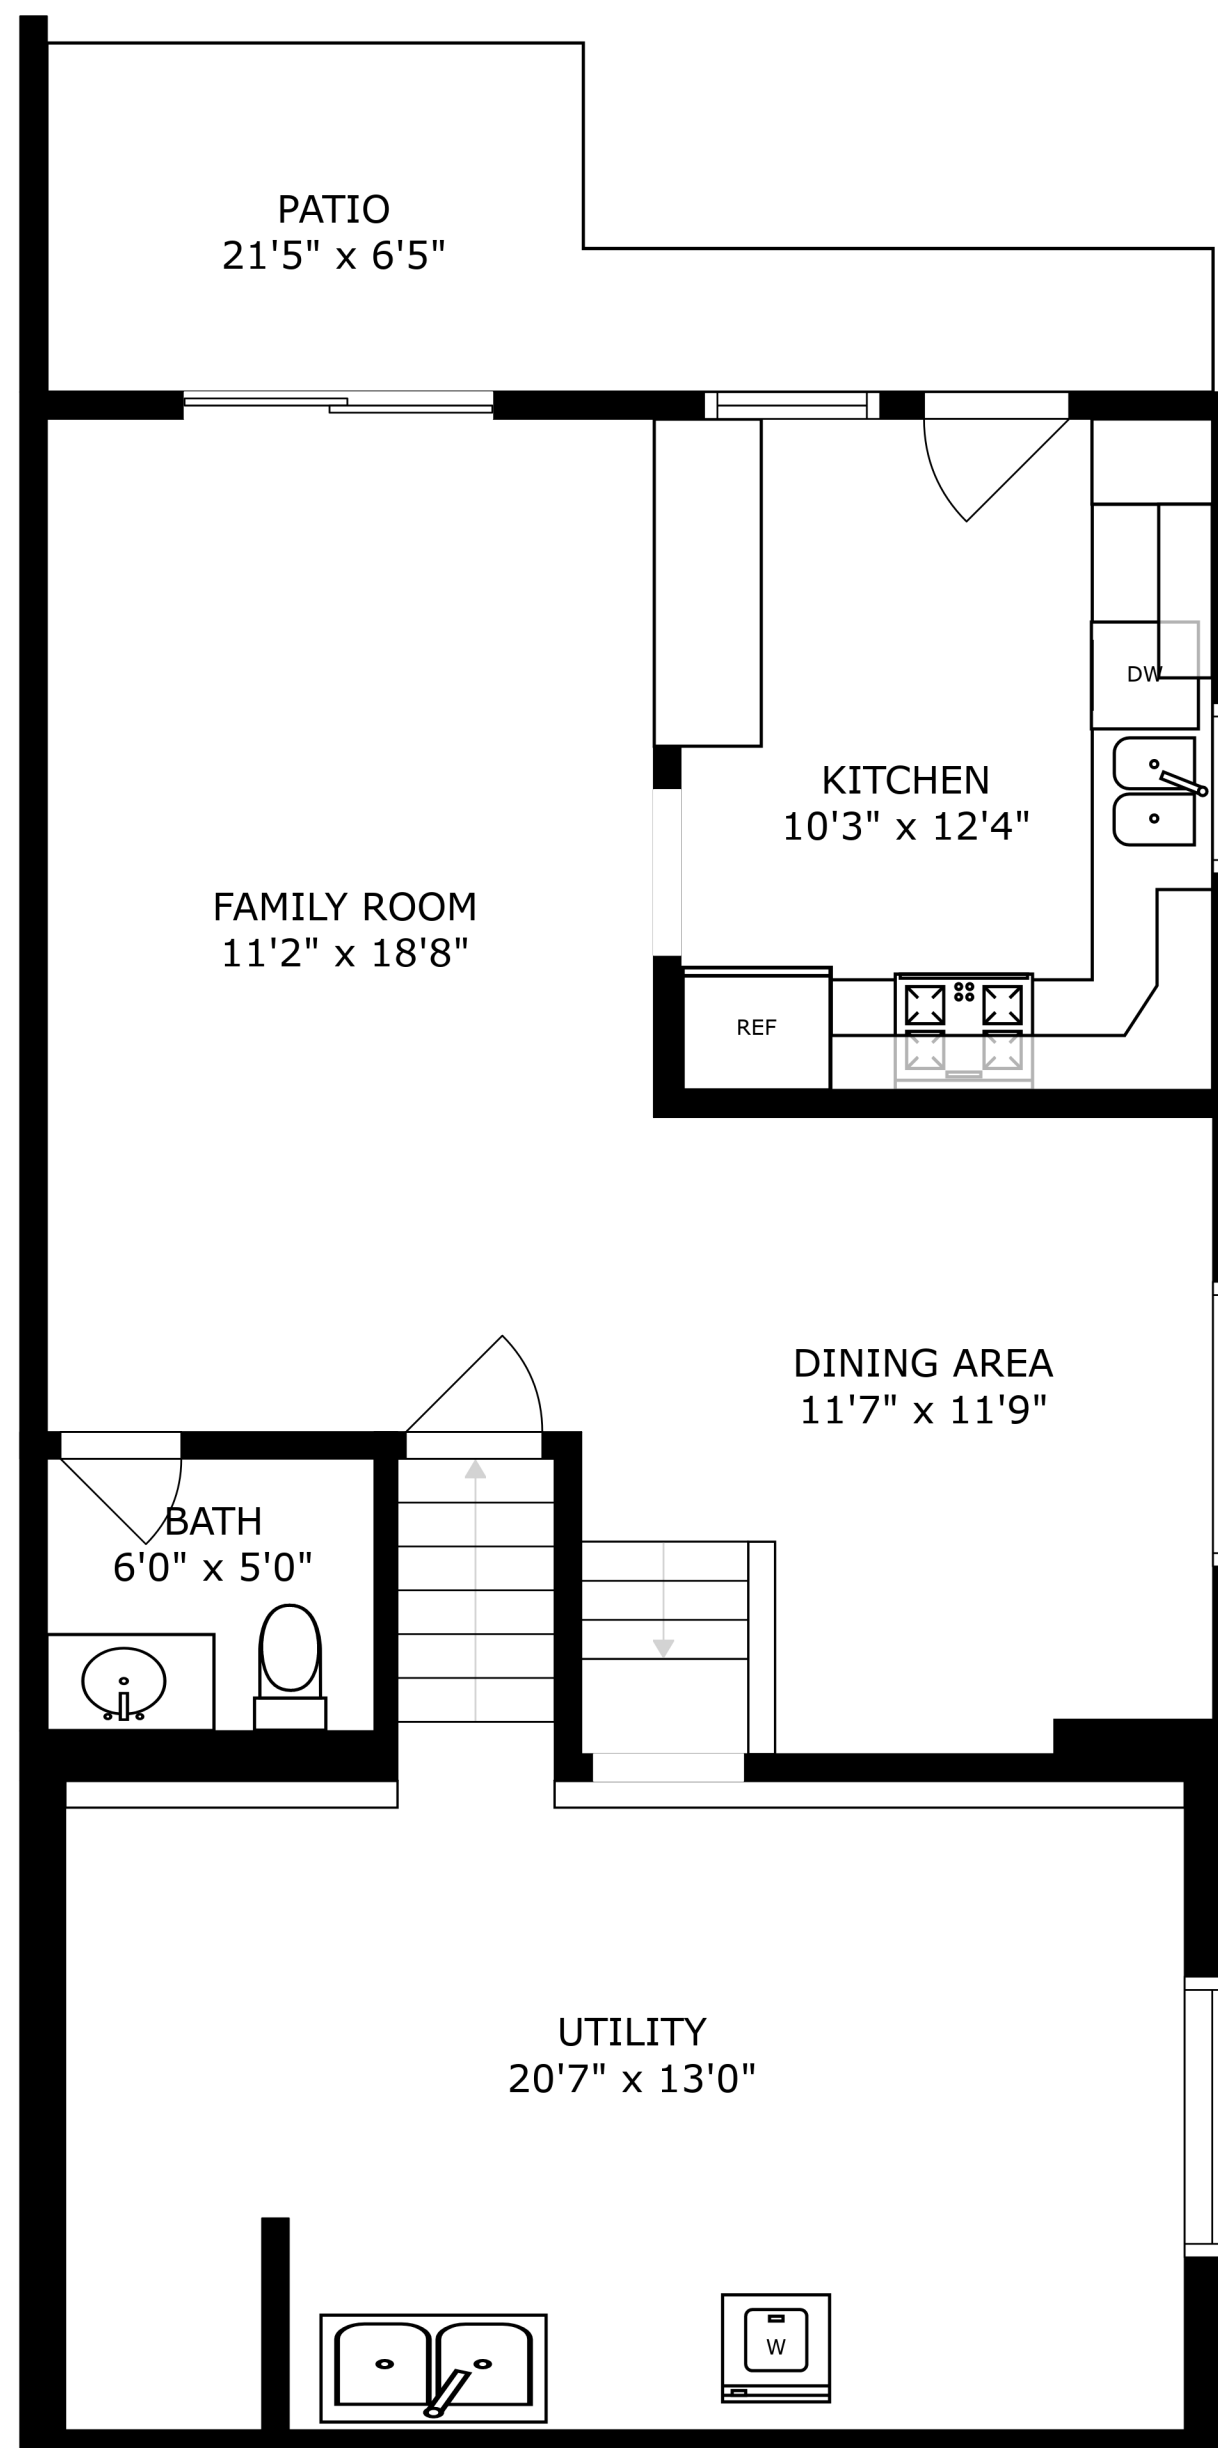 PATIO
21'5" x 6'5"
DW
KITCHEN
10'3" x 12'4"
FAMILY ROOM
11'2" x 18'8"
REF
DINING AREA
11'7" x 11'9"
BATH
6'0" x 5'0"
UTILITY
20'7" x 13'0"
W